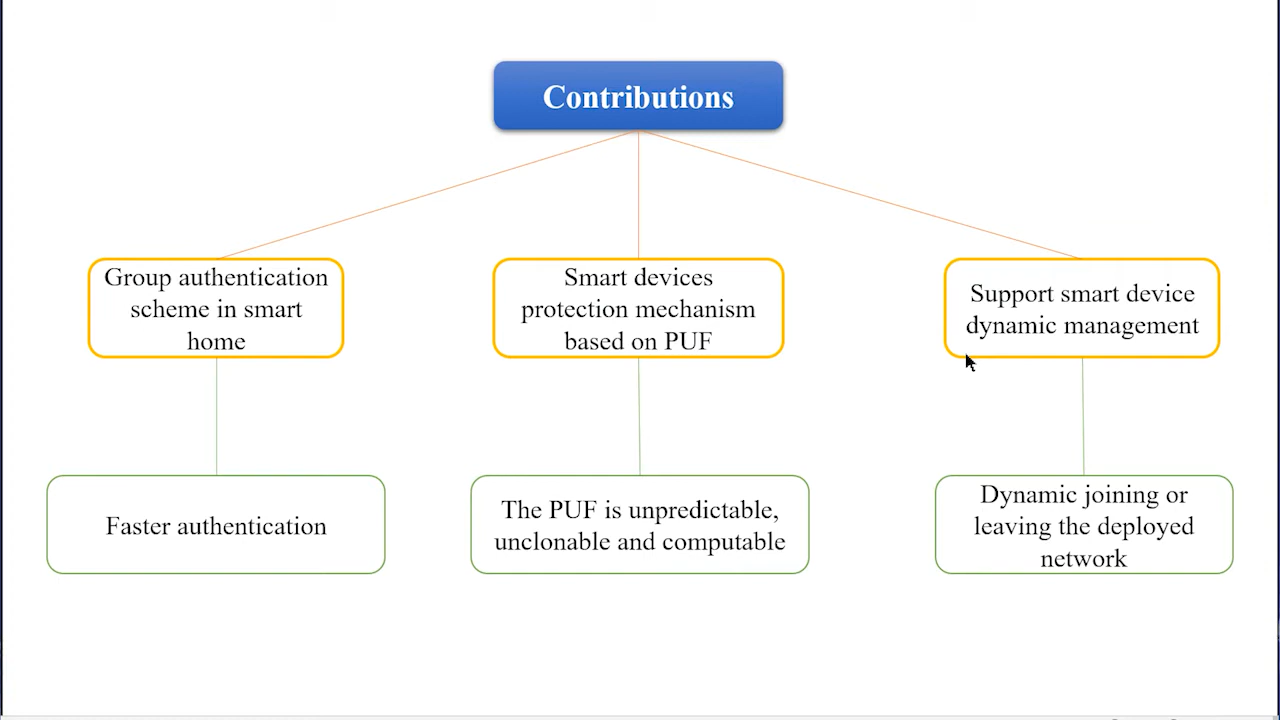 Contributions
Group authentication
scheme in smart
home
Smart devices
protection mechanism
based on PUF
Support smart device
dynamic management
Faster authentication
The PUF is unpredictable,
unclonable and computable
Dynamic joining or
leaving the deployed
network